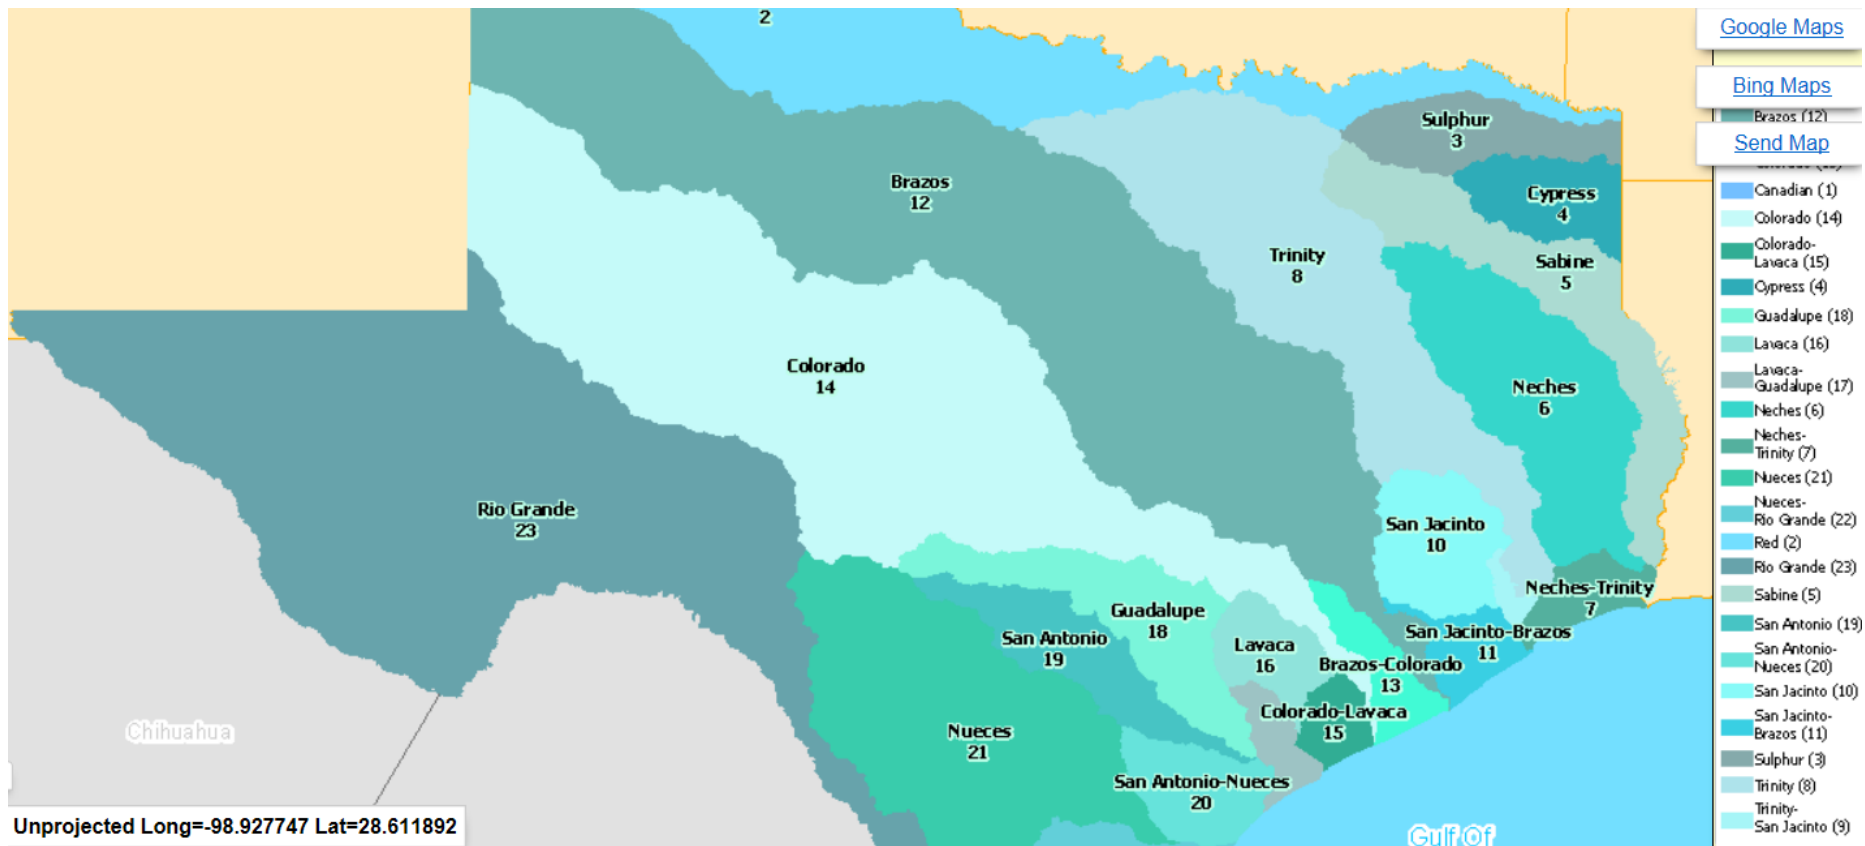 2
Google Maps
Bing Maps
Send Map
Sulphur
3
Brazos
12
Cypress
4
Trinity
8
Sabine
5
Colorado
14
Neches
6
Rio Grande
23
San Jacinto
10
Neches-Trinity
7
Guadalupe
18
San Antonio
19
Lavaca
16
San Jacinto-Brazos
11
Brazos-Colorado
13
Colorado-Lavaca
15
Nueces
21
San Antonio-Nueces
20
Chihuahua
Gulf Of
Unprojected Long=-98.927747 Lat=28.611892
Brazos (12)
Canadian (1)
Colorado (14)
Colorado-
Lavaca (15)
Cypress (4)
Guadalupe (18)
Lavaca (16)
Lavaca-
Guadalupe (17)
Neches (6)
Neches-
Trinity (7)
Nueces (21)
Nueces-
Rio Grande (22)
Red (2)
Rio Grande (23)
Sabine (5)
San Antonio (19)
San Antonio-
Nueces (20)
San Jacinto (10)
San Jacinto-
Brazos (11)
Sulphur (3)
Trinity (8)
Trinity-
San Jacinto (9)